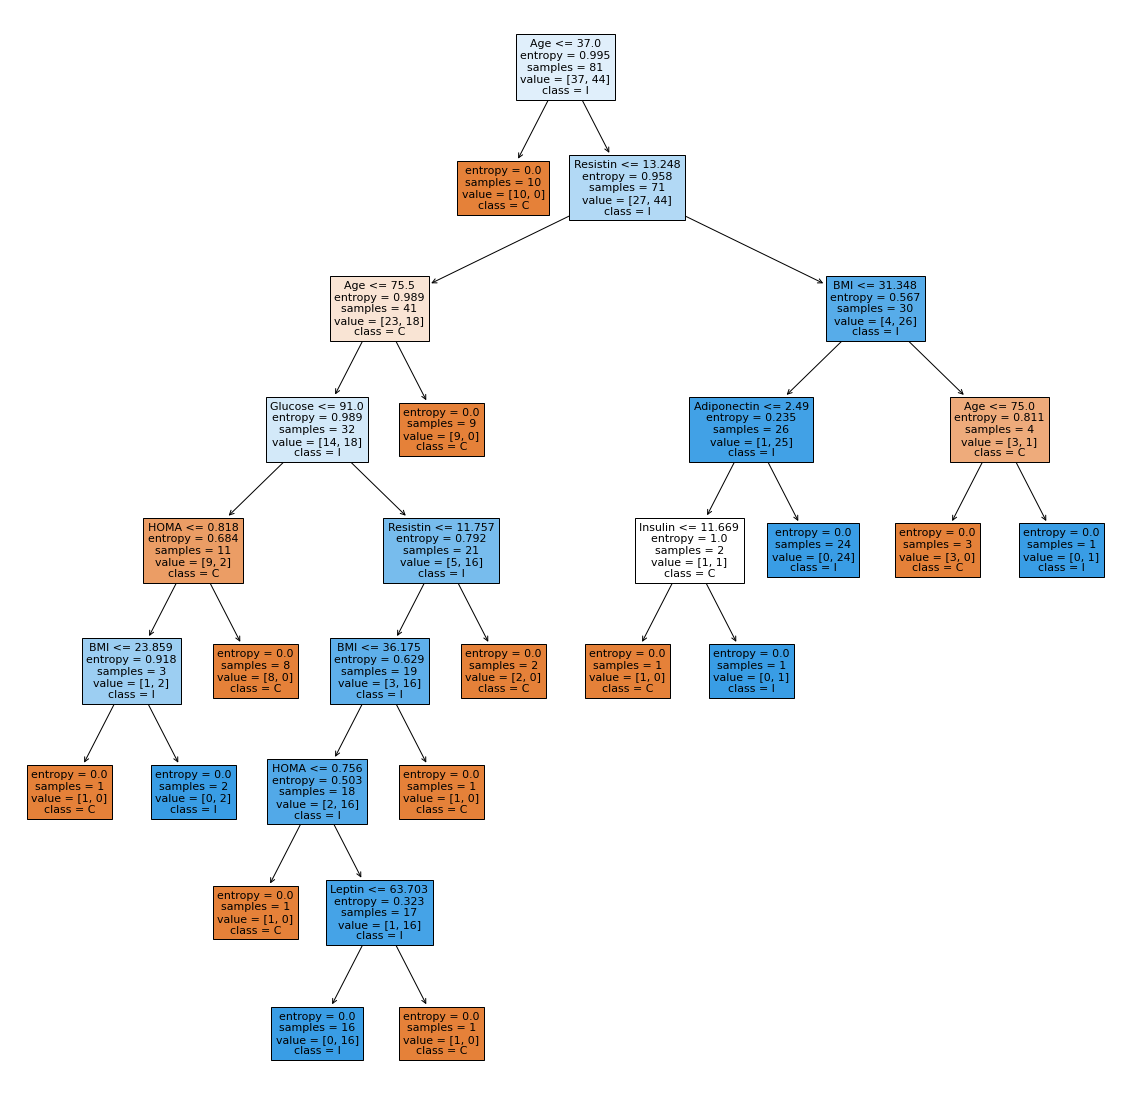 Age <= 37.0
entropy = 0.995
samples = 81
value = [37, 44]
class = I
entropy = 0.0
samples = 10
value = [10, 0]
class = C
Resistin <= 13.248
entropy = 0.958
samples = 71
value = [27, 44]
class = I
Age <= 75.5
entropy = 0.989
samples = 41
value = [23, 18]
class = C
BMI <= 31.348
entropy = 0.567
samples = 30
value = [4, 26]
class = I
Glucose <= 91.0
entropy = 0.989
samples = 32
value = [14, 18]
class = I
entropy = 0.0
samples = 9
value = [9, 0]
class = C
Adiponectin <= 2.49
entropy = 0.235
samples = 26
value = [1, 25]
class = I
Age <= 75.0
entropy = 0.811
samples = 4
value = [3, 1]
class = C
HOMA <= 0.818
entropy = 0.684
samples = 11
value = [9, 2]
class = C
Resistin <= 11.757
entropy = 0.792
samples = 21
value = [5, 16]
class = I
Insulin <= 11.669
entropy = 1.0
samples = 2
value = [1, 1]
class = C
entropy = 0.0
samples = 24
value = [0, 24]
class = I
entropy = 0.0
samples = 3
value = [3, 0]
class = C
entropy = 0.0
samples = 1
value = [0, 1]
class = I
BMI <= 23.859
entropy = 0.918
samples = 3
value = [1, 2]
class = I
entropy = 0.0
samples = 8
value = [8, 0]
class = C
BMI <= 36.175
entropy = 0.629
samples = 19
value = [3, 16]
class = I
entropy = 0.0
samples = 2
value = [2, 0]
class = C
entropy = 0.0
samples = 1
value = [1, 0]
class = C
entropy = 0.0
samples = 1
value = [0, 1]
class = I
entropy = 0.0
samples = 1
value = [1, 0]
class = C
entropy = 0.0
samples = 2
value = [0, 2]
class = I
HOMA <= 0.756
entropy = 0.503
samples = 18
value = [2, 16]
class = I
entropy = 0.0
samples = 1
value = [1, 0]
class = C
entropy = 0.0
samples = 1
value = [1, 0]
class = C
Leptin <= 63.703
entropy = 0.323
samples = 17
value = [1, 16]
class = I
entropy = 0.0
samples = 16
value = [0, 16]
class = I
entropy = 0.0
samples = 1
value = [1, 0]
class = C